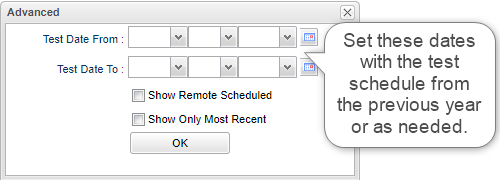 Advanced
Test Date From :
Test Date To :
Show Remote Scheduled
Show Only Most Recent
OK
Set these dates
with the test
schedule from
the previous year
or as needed.